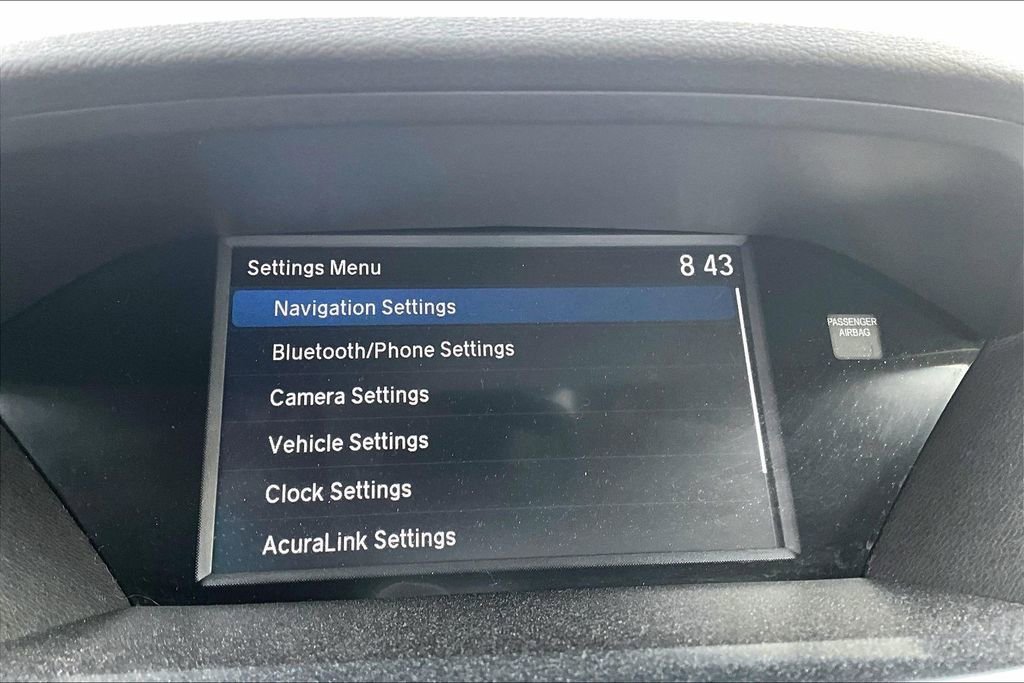 Settings Menu 8 43
Navigation Settings
PASSENGER
AIRBAG
Bluetooth/Phone Settings
Camera Settings
Vehicle Settings
Clock Settings
AcuraLink Settings